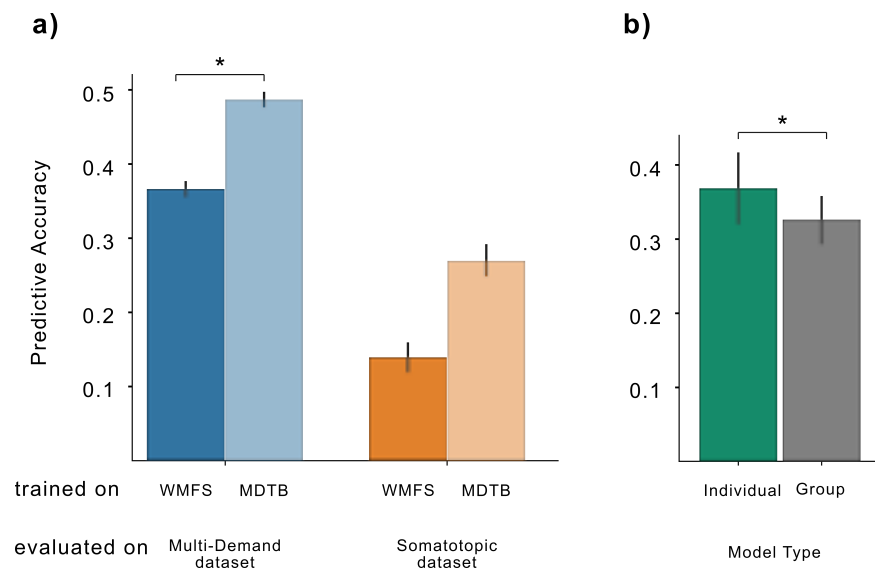 a)
*
0.5
0.4
0.3
0.2
0.1
Predictive Accuracy
trained on
WMFS
MDTB
WMFS
MDTB
evaluated on
Multi-Demand
dataset
Somatotopic
dataset
b)
*
0.4
0.3
0.2
0.1
Individual
Group
Model Type